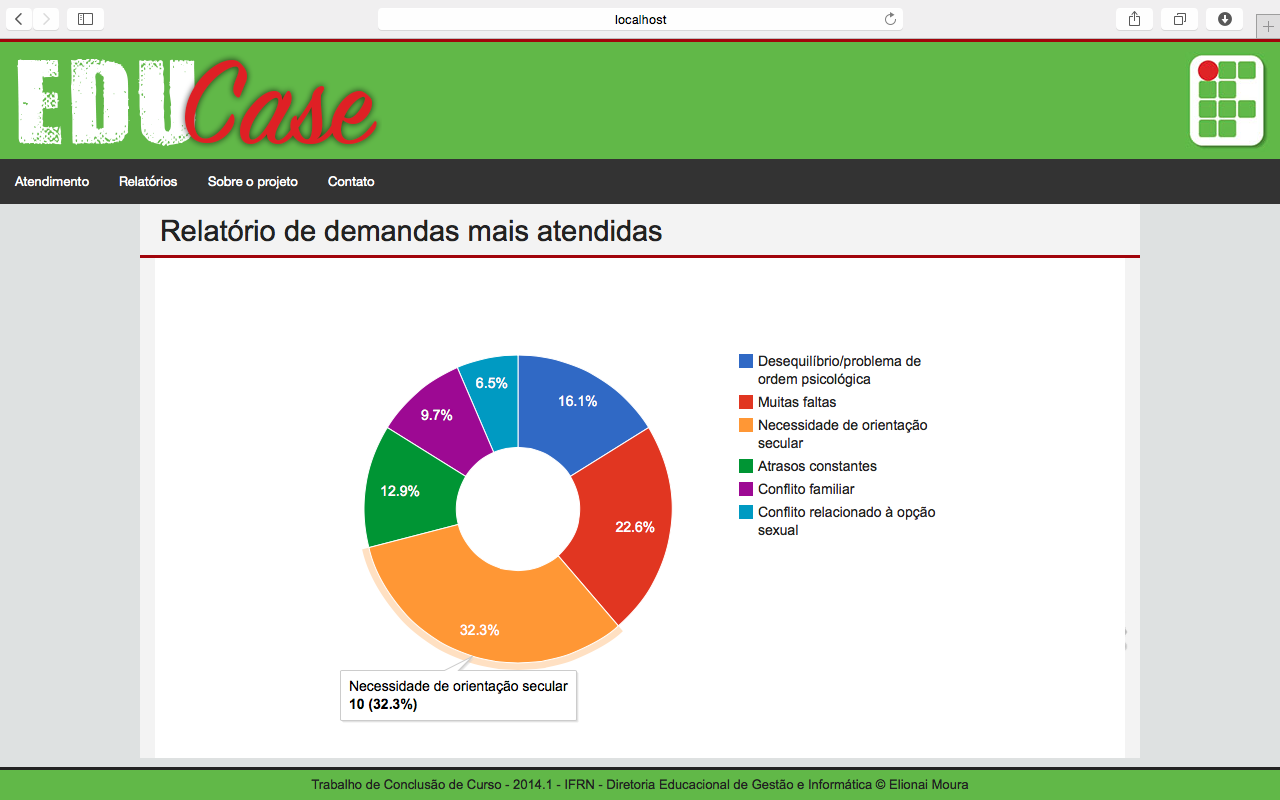 localhost
EDUCase
Atendimento Relatórios Sobre o projeto Contato
Relatório de demandas mais atendidas
6.5%
16.1%
9.7%
12.9%
22.6%
32.3%
Desequilíbrio/problema de
ordem psicológica
Muitas faltas
Necessidade de orientação
secular
Atrasos constantes
Conflito familiar
Conflito relacionado à opção
sexual
Necessidade de orientação secular
10 (32.3%)
Trabalho de Conclusão de Curso - 2014.1 - IFRN - Diretoria Educacional de Gestão e Informática © Elionai Moura